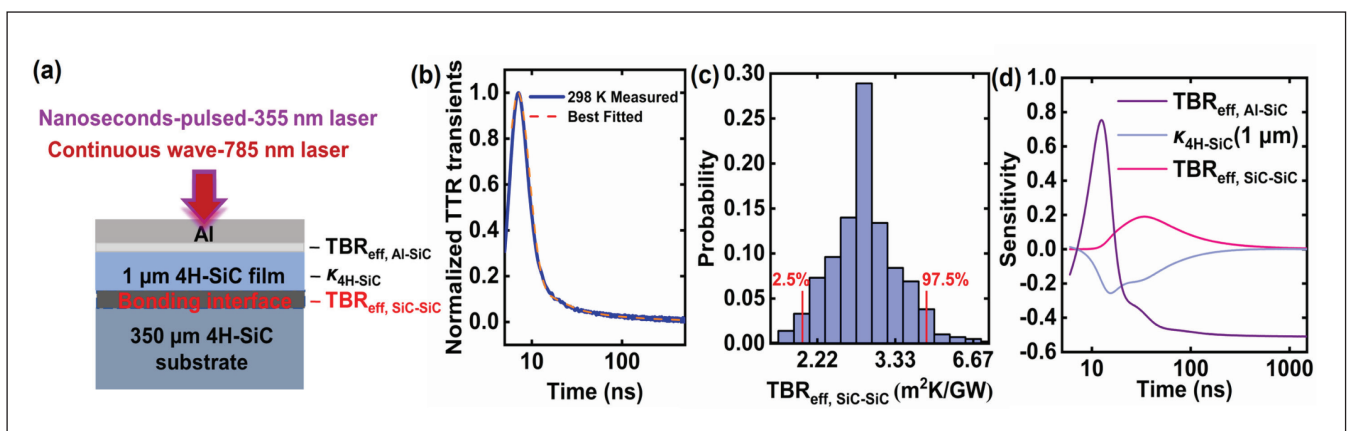 (a)
Nanoseconds-pulsed-355 nm laser
Continuous wave-785 nm laser
Al
TBR_eff, Al-SiC
1 μm 4H-SiC film
κ_4H-SiC
Bonding interface
TBR_eff, SiC-SiC
350 μm 4H-SiC
substrate
(b)
Normalized TTR transients
1.0
0.8
0.6
0.4
0.2
0.0
298 K Measured
Best Fitted
10
100
Time (ns)
(c)
Probability
0.30
0.25
0.20
0.15
0.10
0.05
0.00
2.5%
97.5%
2.22
3.33
6.67
TBR_eff, SiC-SiC (m²K/GW)
(d)
Sensitivity
1.0
0.8
0.6
0.4
0.2
0.0
-0.2
-0.4
-0.6
TBR_eff, Al-SiC
κ_4H-SiC(1 μm)
TBR_eff, SiC-SiC
10
100
1000
Time (ns)